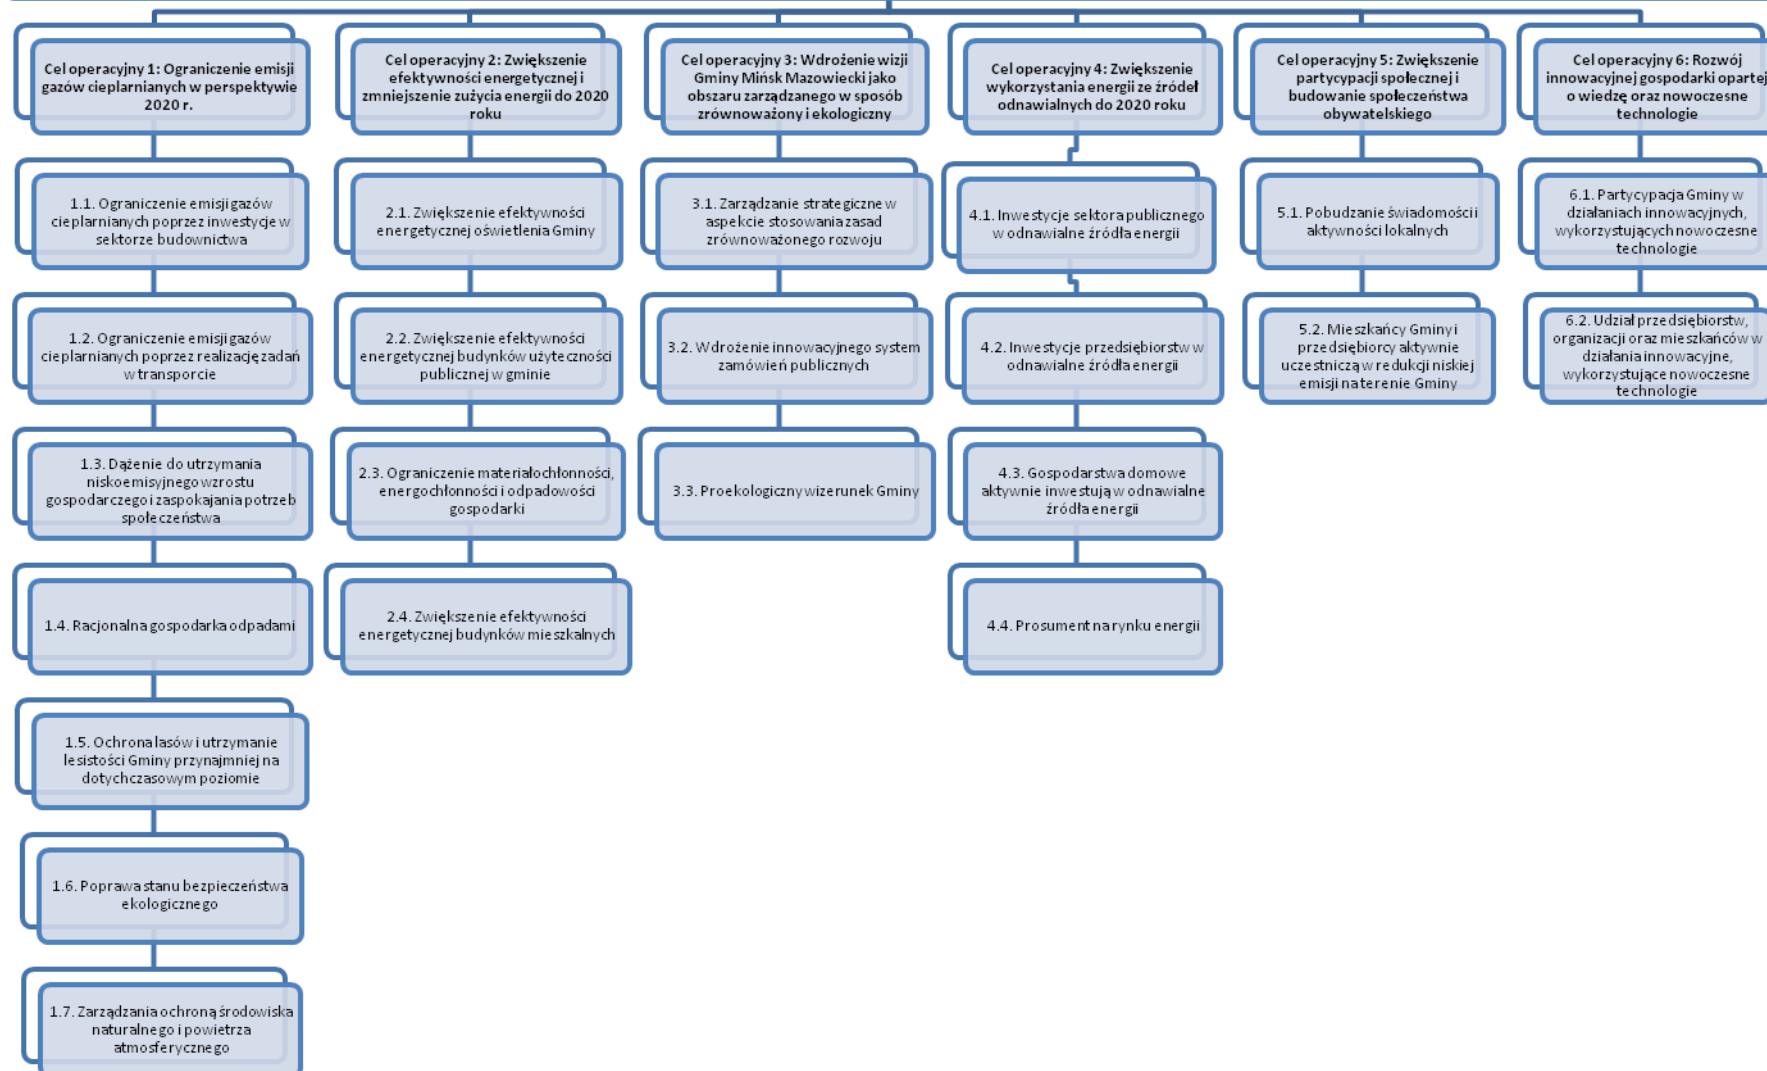 Cel operacyjny 1: Ograniczenie emisji
gazów cieplarnianych w perspektywie
2020 r.
1.1. Ograniczenie emisji gazów
cieplarnianych poprzez inwestycje w
sektorze budownictwa
1.2. Ograniczenie emisji gazów
cieplarnianych poprzez realizację zadań
w transporcie
1.3. Dążenie do utrzymania
niskoemisyjnego wzrostu
gospodarczego i zaspokajania potrzeb
społeczeństwa
1.4. Racjonalna gospodarka odpadami
1.5. Ochrona lasów i utrzymanie
lesistości Gminy przynajmniej na
dotychczasowym poziomie
1.6. Poprawa stanu bezpieczeństwa
ekologicznego
1.7. Zarządzania ochroną środowiska
naturalnego i powietrza
atmosferycznego
Cel operacyjny 2: Zwiększenie
efektywności energetycznej i
zmniejszenie zużycia energii do 2020
roku
2.1. Zwiększenie efektywności
energetycznej oświetlenia Gminy
2.2. Zwiększenie efektywności
energetycznej budynków użyteczności
publicznej w gminie
2.3. Ograniczenie materiałochłonności,
energochłonności i odpadowości
gospodarki
2.4. Zwiększenie efektywności
energetycznej budynków mieszkalnych
Cel operacyjny 3: Wdrożenie wizji
Gminy Mińsk Mazowiecki jako
obszaru zarządzanego w sposób
zrównoważony i ekologiczny
3.1. Zarządzanie strategiczne w
aspekcie stosowania zasad
zrównoważonego rozwoju
3.2. Wdrożenie innowacyjnego system
zamówień publicznych
3.3. Proekologiczny wizerunek Gminy
Cel operacyjny 4: Zwiększenie
wykorzystania energii ze źródeł
odnawialnych do 2020 roku
4.1. Inwestycje sektora publicznego
w odnawialne źródła energii
4.2. Inwestycje przedsiębiorstw w
odnawialne źródła energii
4.3. Gospodarstwa domowe
aktywnie inwestują w odnawialne
źródła energii
4.4. Prosument na rynku energii
Cel operacyjny 5: Zwiększenie
partycypacji społecznej i
budowanie społeczeństwa
obywatelskiego
5.1. Pobudzanie świadomości i
aktywności lokalnych
5.2. Mieszkańcy Gminy i
przedsiębiorcy aktywnie
uczestniczą w redukcji niskiej
emisji na terenie Gminy
Cel operacyjny 6: Rozwój
innowacyjnej gospodarki opartej
o wiedzę oraz nowoczesne
technologie
6.1. Partycypacja Gminy w
działaniach innowacyjnych,
wykorzystujących nowoczesne
technologie
6.2. Udział przedsiębiorstw,
organizacji oraz mieszkańców w
działania innowacyjne,
wykorzystujące nowoczesne
technologie